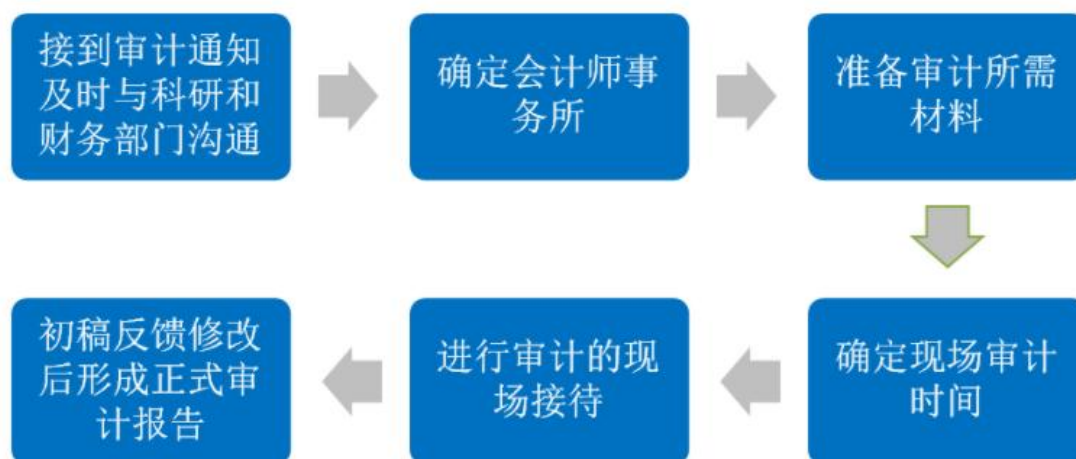 接到审计通知
及时与科研和
财务部门沟通
确定会计师事
务所
准备审计所需
材料
确定现场审计
时间
进行审计的现
场接待
初稿反馈修改
后形成正式审
计报告